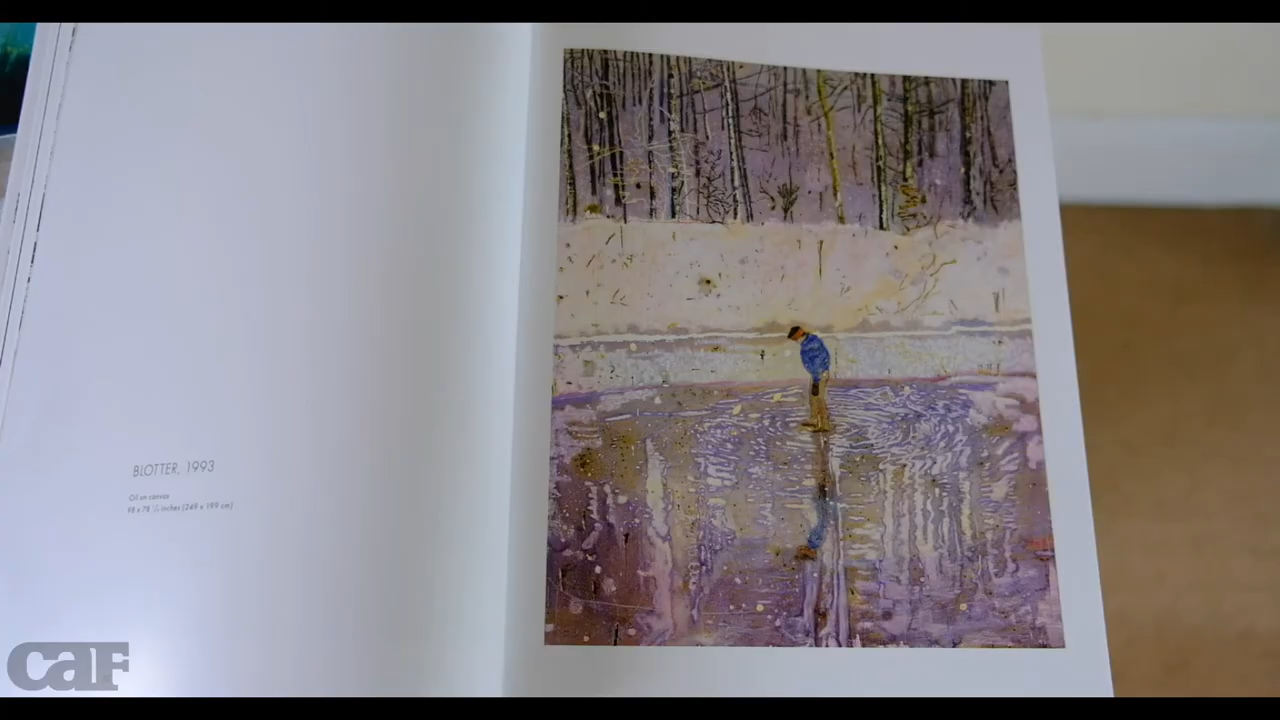 BLOTTER, 1993
Oil on canvas
98 x 78 ½ inches (249 x 199 cm)
caf